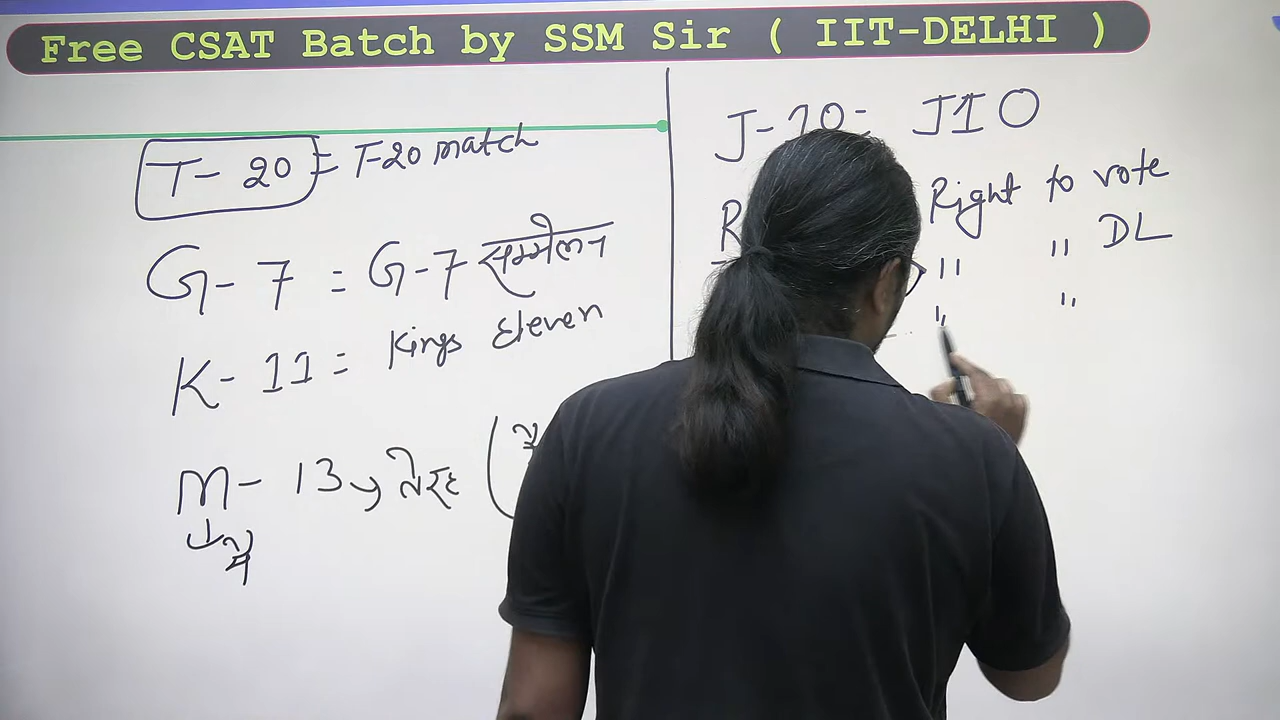 Free CSAT Batch by SSM Sir ( IIT-DELHI )
T- 20 = T-20 match
G- 7 = G-7 सम्मेलन
K- 11 = Kings Eleven
M- 13 → तेरह (
J-10= JIO
R Right to vote
" " DL
" "